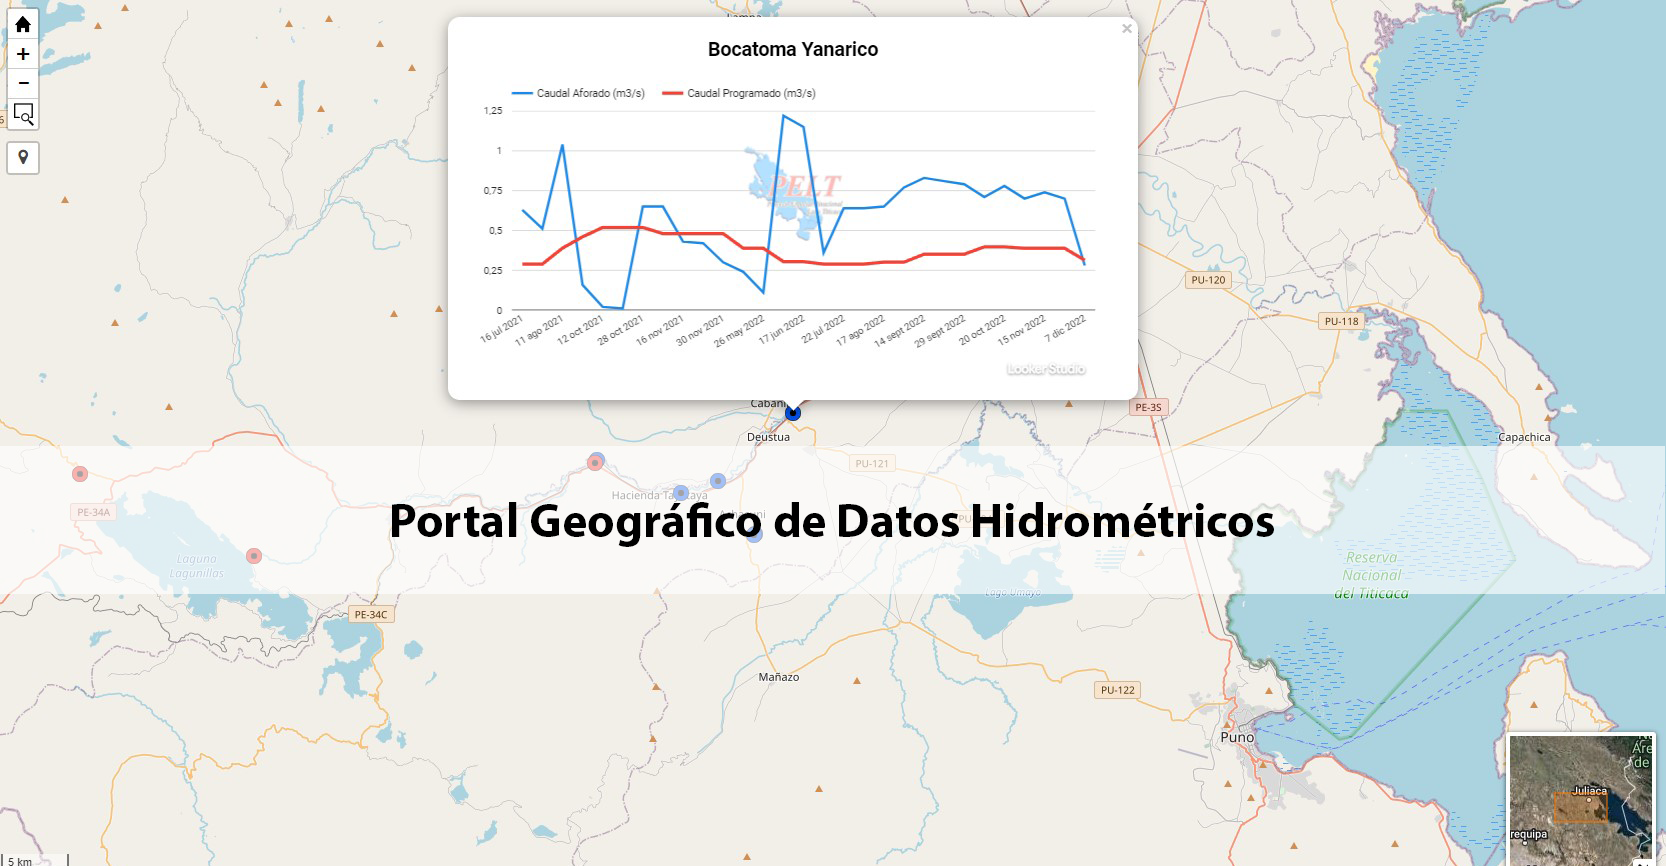 Bocatoma Yanarico
×
Caudal Aforado (m3/s) Caudal Programado (m3/s)
1,25
1
0,75
0,5
0,25
0
16 jul 2021
11 ago 2021
12 oct 2021
28 oct 2021
16 nov 2021
30 nov 2021
26 may 2022
17 jun 2022
22 jul 2022
17 ago 2022
14 sept 2022
29 sept 2022
20 oct 2022
15 nov 2022
7 dic 2022
PELT
Looker Studio
+
−
PU-120
PU-118
PE-3S
Deustua
Capachica
PU-121
PE-34A
Portal Geográfico de Datos Hidrométricos
Laguna
Lagunillas
Reserva
Nacional
del Titicaca
Lago Umayo
PE-34C
Mañazo
PU-122
Puno
Juliaca
requipa
5 km